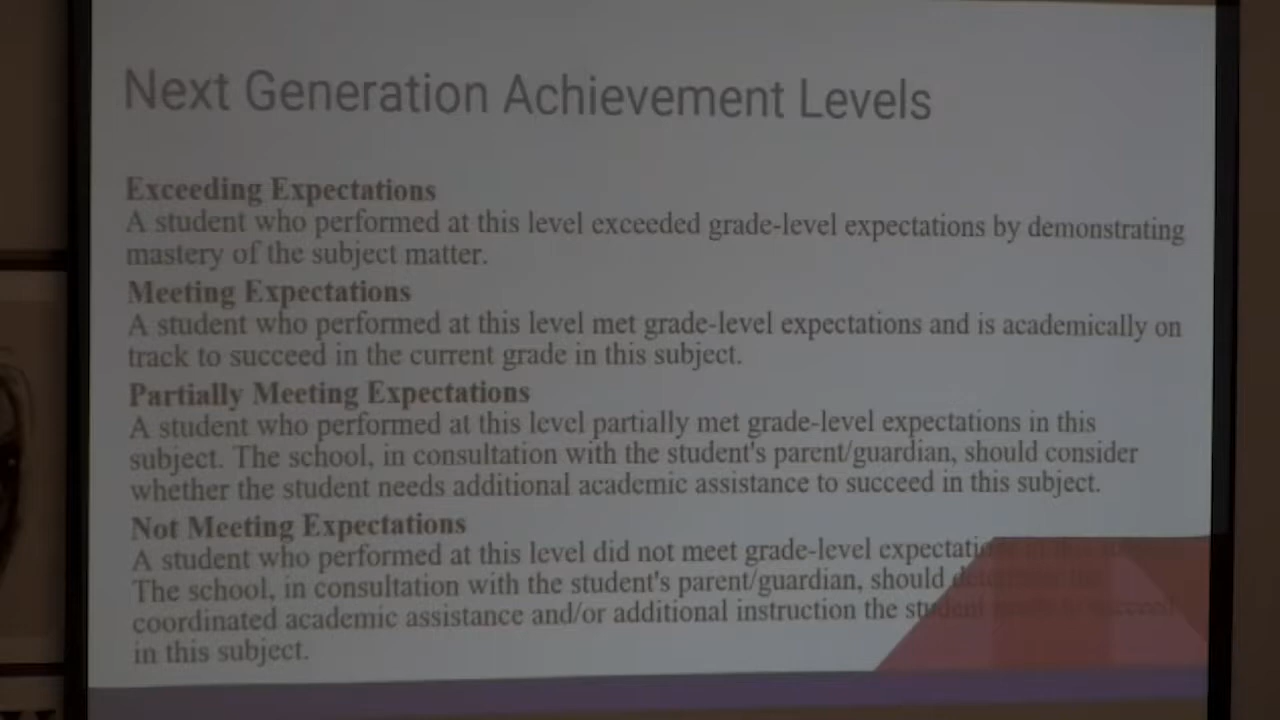 Next Generation Achievement Levels
Exceeding Expectations
A student who performed at this level exceeded grade-level expectations by demonstrating
mastery of the subject matter.
Meeting Expectations
A student who performed at this level met grade-level expectations and is academically on
track to succeed in the current grade in this subject.
Partially Meeting Expectations
A student who performed at this level partially met grade-level expectations in this
subject. The school, in consultation with the student's parent/guardian, should consider
whether the student needs additional academic assistance to succeed in this subject.
Not Meeting Expectations
A student who performed at this level did not meet grade-level expectations
The school, in consultation with the student's parent/guardian, should
coordinated academic assistance and/or additional instruction the student
in this subject.